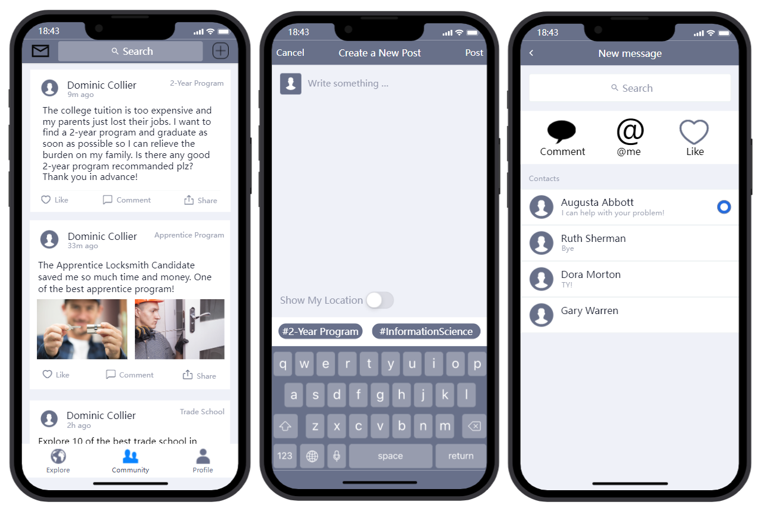 18:43
Search
Dominic Collier
2-Year Program
9m ago
The college tuition is too expensive and
my parents just lost their jobs. I want to
find a 2-year program and graduate as
soon as possible so I can relieve the
burden on my family. Is there any good
2-year program recommanded plz?
Thank you in advance!
Like
Comment
Share
Dominic Collier
Apprentice Program
33m ago
The Apprentice Locksmith Candidate
saved me so much time and money. One
of the best apprentice program!
Like
Comment
Share
Dominic Collier
Trade School
2h ago
Explore 10 of the best trade school in
Explore
Community
Profile
18:43
Cancel
Create a New Post
Post
Write something ...
Show My Location
#2-Year Program
#InformationScience
q w e r t y u i o p
a s d f g h j k l
z x c v b n m
123
space
return
18:43
New message
Search
Comment
@
@me
Like
Contacts
Augusta Abbott
I can help with your problem!
Ruth Sherman
Bye
Dora Morton
TY!
Gary Warren